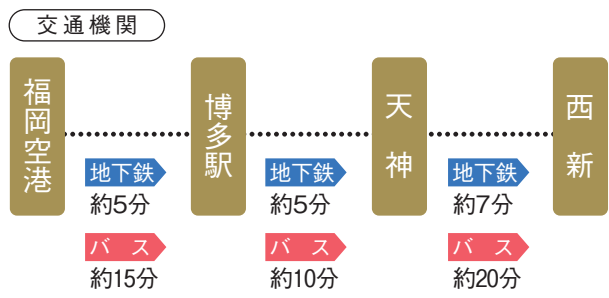 交通機関
福岡空港
博多駅
天神
西新
地下鉄
約5分
バス
約15分
地下鉄
約5分
バス
約10分
地下鉄
約7分
バス
約20分